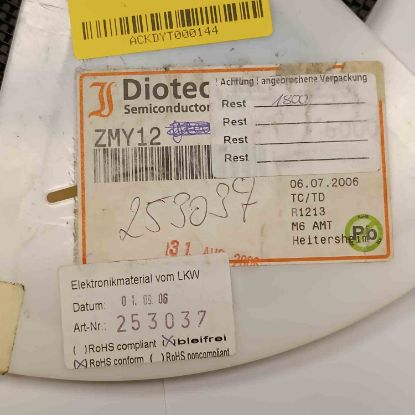 ACKDYT000144
Diotec
Semiconductor
! Achtung ! angebrochene Verpackung
Rest 1800
Rest
Rest
Rest
ZMY12
06.07.2006
TC/TD
R1213
M6 AMT
Heitersheim
Pb
253037
31. AUG. 2006
Elektronikmaterial vom LKW
Datum: 01.09.06
Art-Nr.: 253037
( ) RoHS compliant (X) bleifrei
(X) RoHS conform ( ) RoHS noncompliant